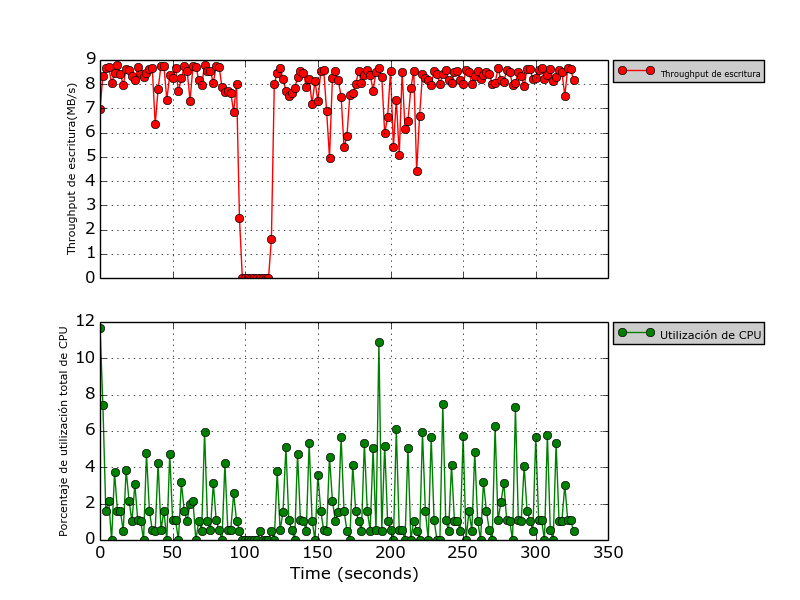 9
8
7
6
5
4
3
2
1
0
Throughput de escritura(MB/s)
Throughput de escritura
12
10
8
6
4
2
0
Porcentaje de utilización total de CPU
Utilización de CPU
0 50 100 150 200 250 300 350
Time (seconds)